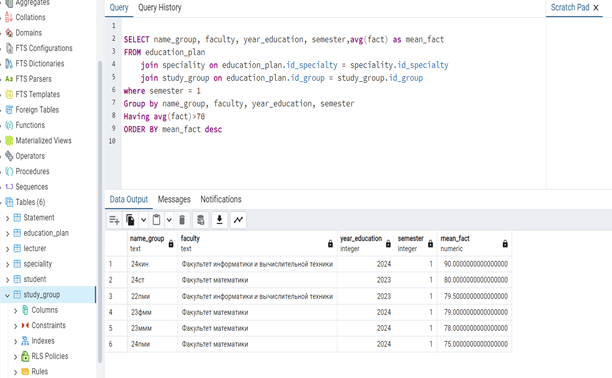 Aggregates
Collations
Domains
FTS Configurations
FTS Dictionaries
FTS Parsers
FTS Templates
Foreign Tables
Functions
Materialized Views
Operators
Procedures
1..3 Sequences
Tables (6)
Statement
education_plan
lecturer
speciality
student
study_group
Columns
Constraints
Indexes
RLS Policies
Rules
Query Query History
Scratch Pad
1
2 SELECT name_group, faculty, year_education, semester,avg(fact) as mean_fact
3 FROM education_plan
4 join speciality on education_plan.id_specialty = speciality.id_specialty
5 join study_group on education_plan.id_group = study_group.id_group
6 where semester = 1
7 Group by name_group, faculty, year_education, semester
8 Having avg(fact)>70
9 ORDER BY mean_fact desc
10
Data Output Messages Notifications
name_group faculty year_education semester mean_fact
text text integer integer numeric
1 24кин Факультет информатики и вычислительной техники 2024 1 90.0000000000000000
2 24ст Факультет математики 2023 1 80.0000000000000000
3 22пми Факультет информатики и вычислительной техники 2023 1 79.5000000000000000
4 23фмм Факультет математики 2024 1 79.0000000000000000
5 23ммм Факультет математики 2024 1 78.0000000000000000
6 24пми Факультет математики 2024 1 75.0000000000000000